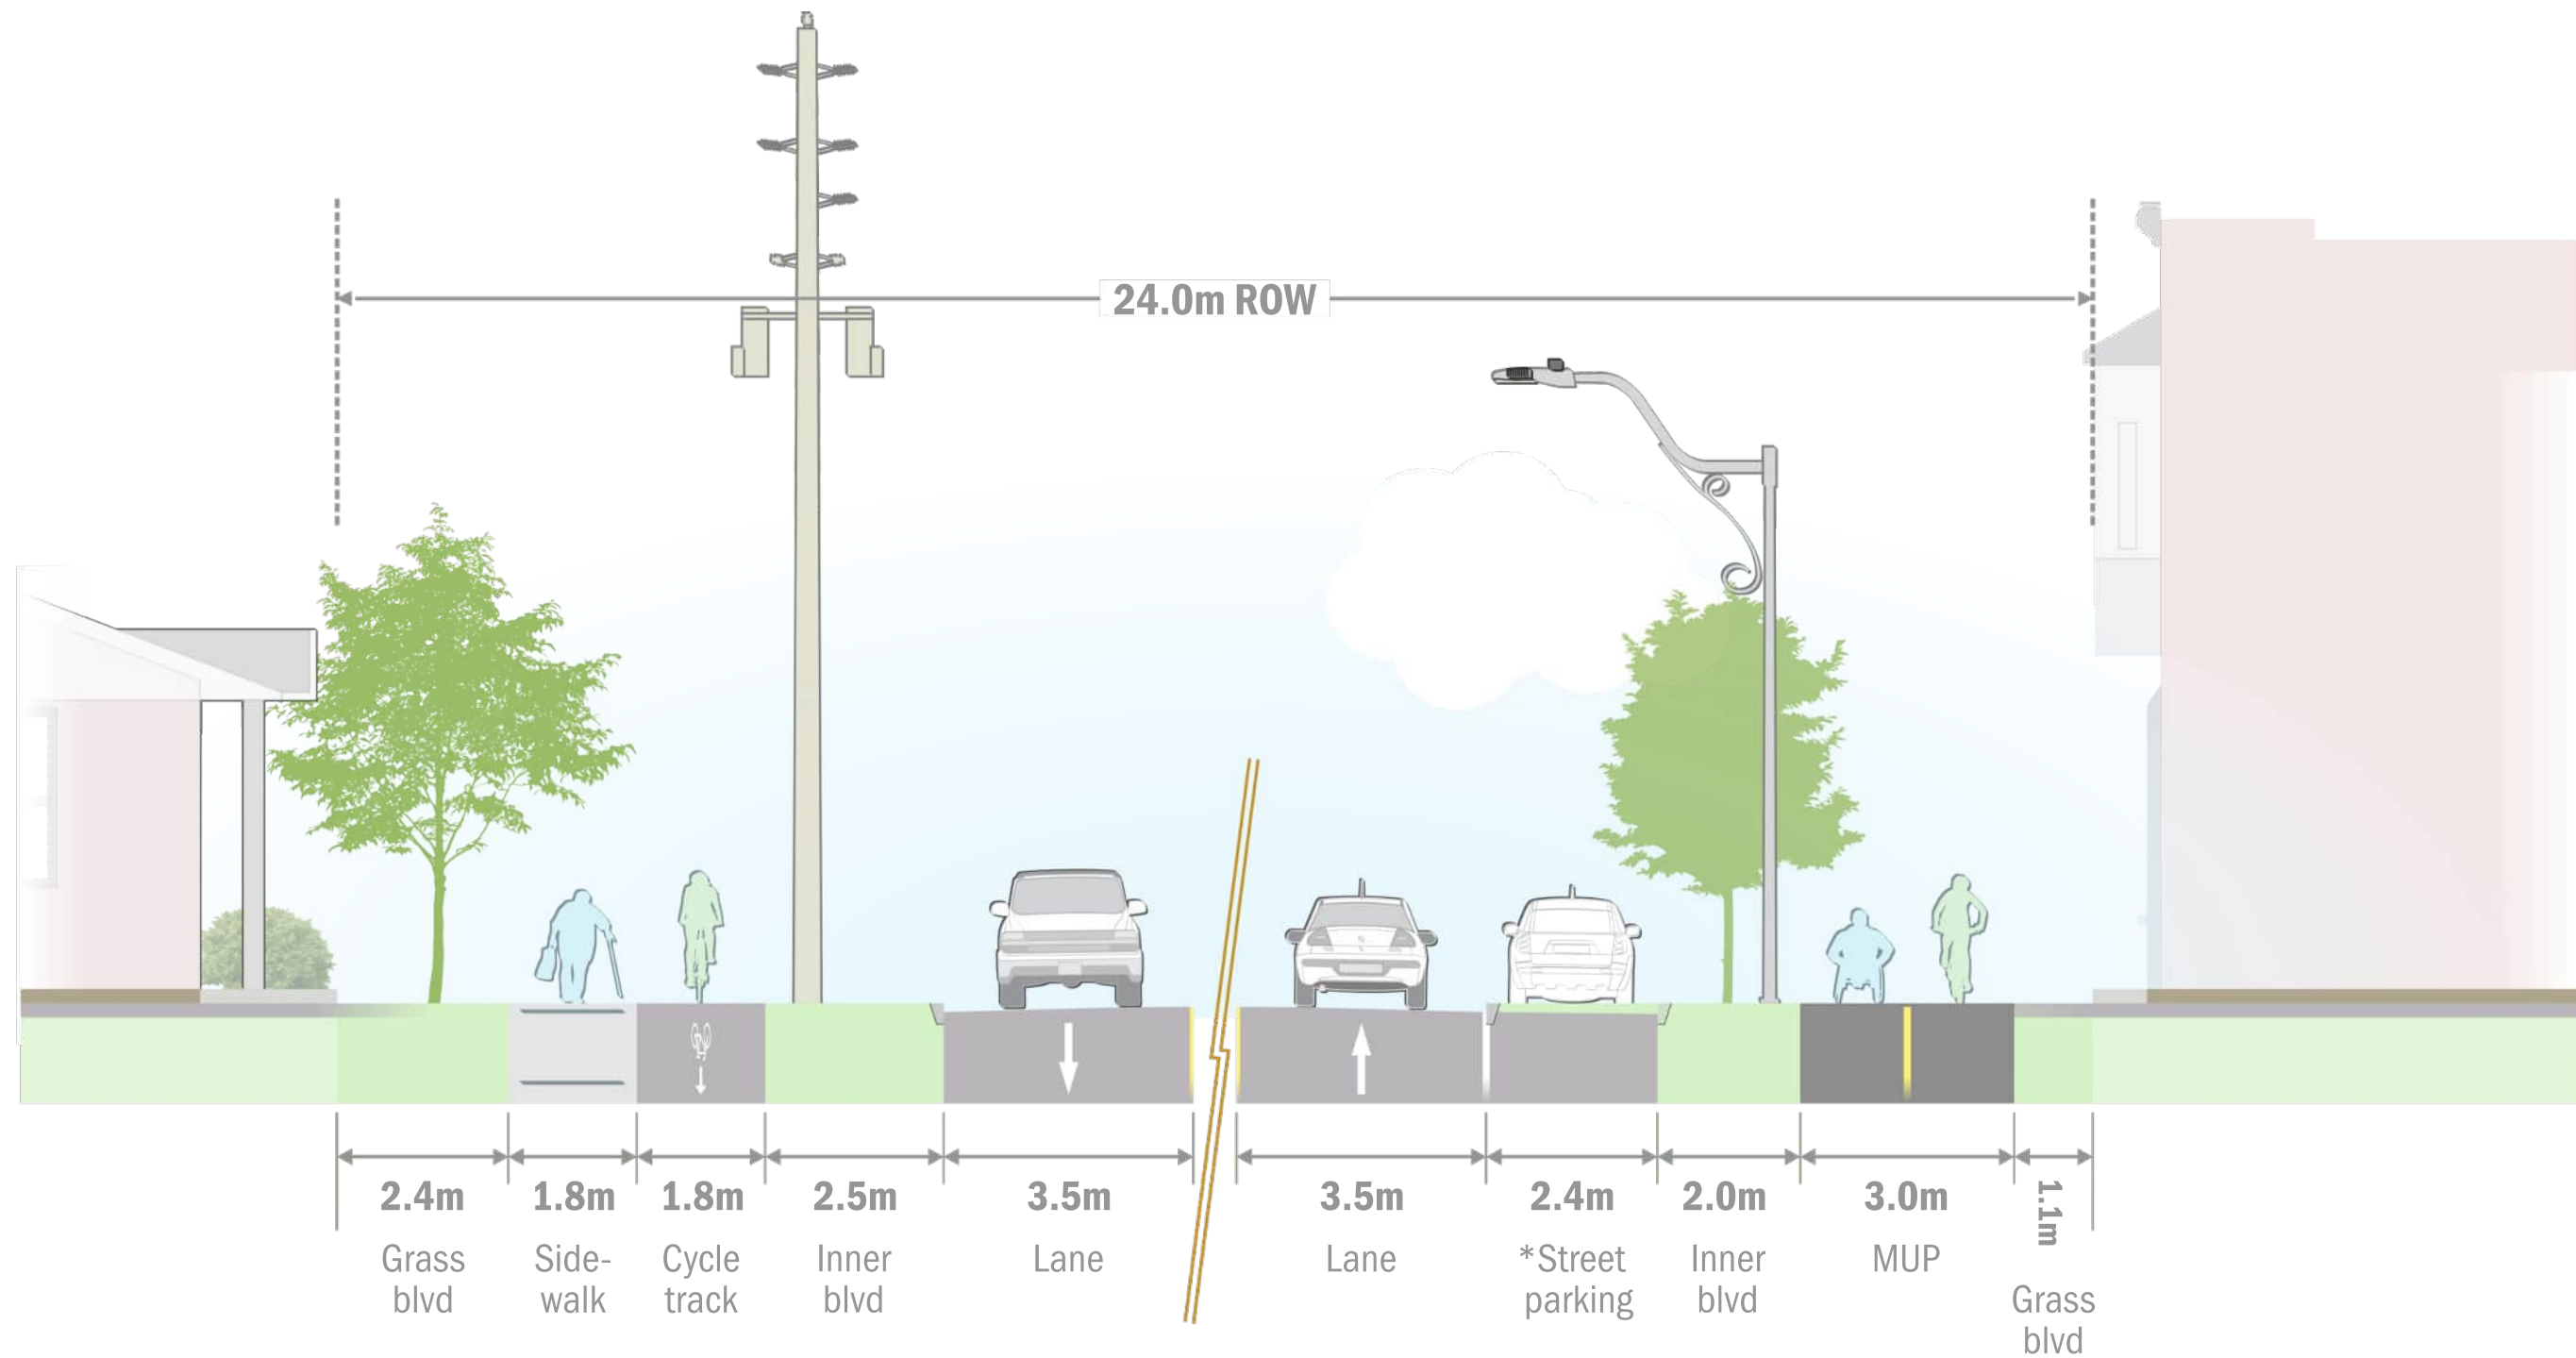 24.0m ROW
2.4m
1.8m
1.8m
2.5m
3.5m
3.5m
2.4m
2.0m
3.0m
1.1m
Grass
blvd
Side-
walk
Cycle
track
Inner
blvd
Lane
Lane
*Street
parking
Inner
blvd
MUP
Grass
blvd